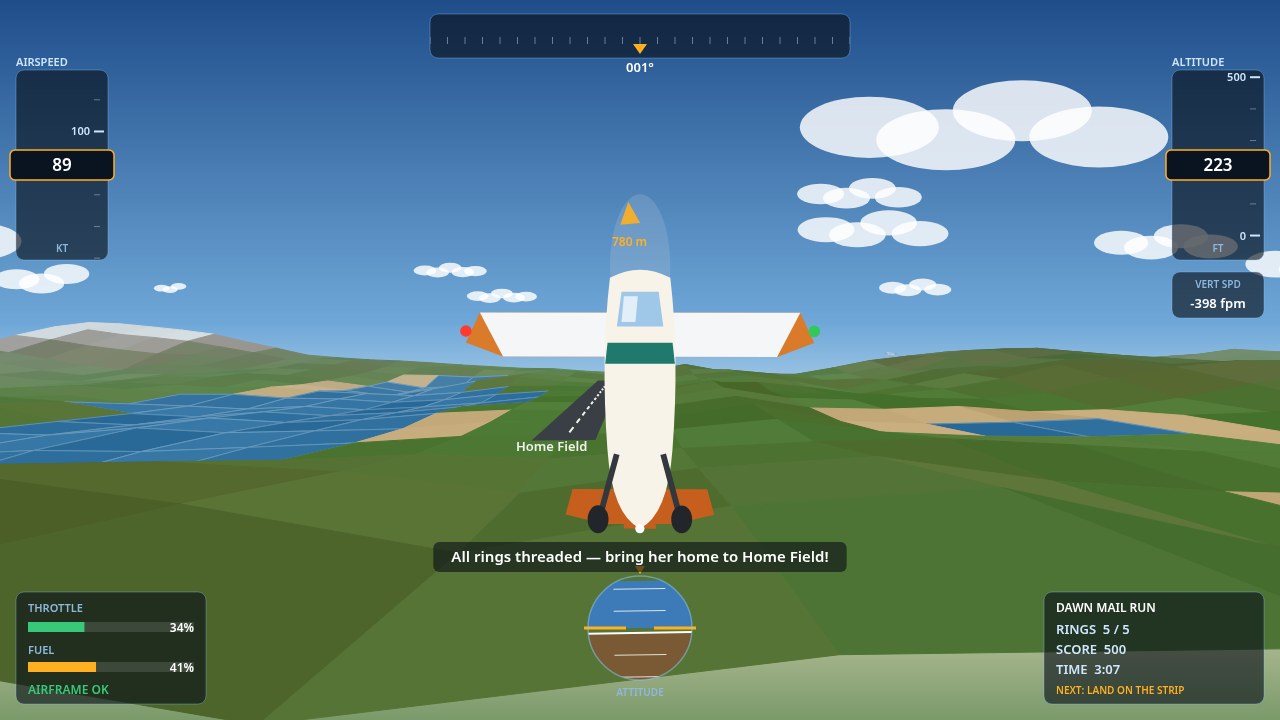 001°
AIRSPEED
100
89
KT
ALTITUDE
500
223
0
FT
VERT SPD
-398 fpm
780 m
Home Field
All rings threaded — bring her home to Home Field!
THROTTLE
34%
FUEL
41%
AIRFRAME OK
ATTITUDE
DAWN MAIL RUN
RINGS 5 / 5
SCORE 500
TIME 3:07
NEXT: LAND ON THE STRIP